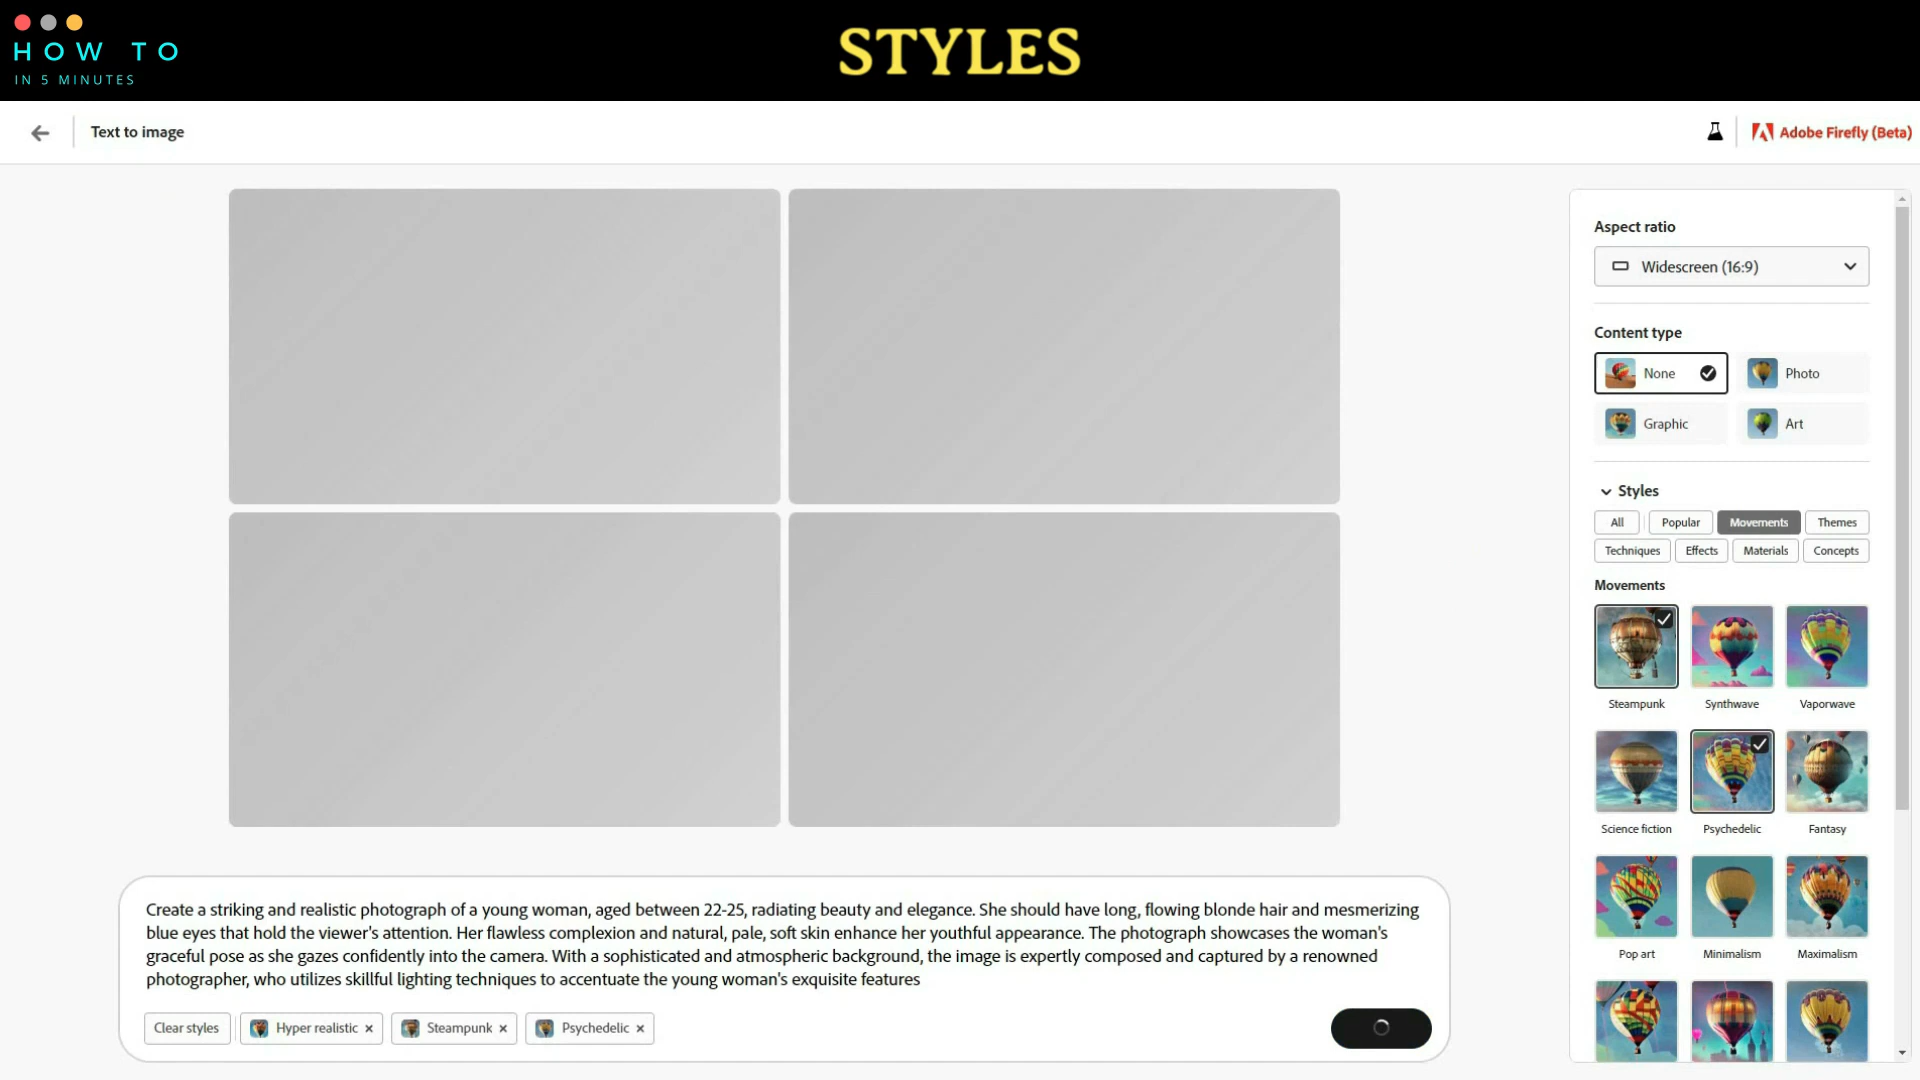 HOW TO
IN 5 MINUTES
STYLES
Text to image
Adobe Firefly (Beta)
Aspect ratio
Widescreen (16:9)
Content type
None
Photo
Graphic
Art
Styles
All
Popular
Movements
Themes
Techniques
Effects
Materials
Concepts
Movements
Steampunk
Synthwave
Vaporwave
Science fiction
Psychedelic
Fantasy
Pop art
Minimalism
Maximalism
Create a striking and realistic photograph of a young woman, aged between 22-25, radiating beauty and elegance. She should have long, flowing blonde hair and mesmerizing
blue eyes that hold the viewer's attention. Her flawless complexion and natural, pale, soft skin enhance her youthful appearance. The photograph showcases the woman's
graceful pose as she gazes confidently into the camera. With a sophisticated and atmospheric background, the image is expertly composed and captured by a renowned
photographer, who utilizes skillful lighting techniques to accentuate the young woman's exquisite features
Clear styles
Hyper realistic ×
Steampunk ×
Psychedelic ×